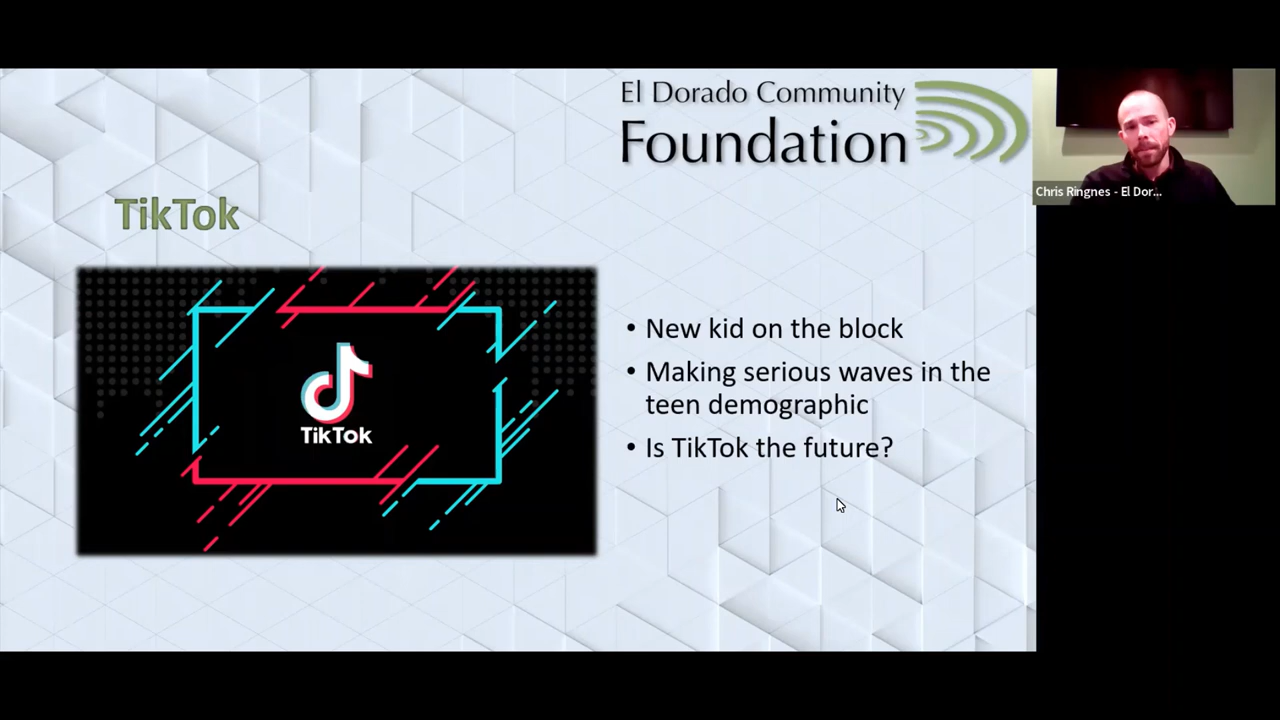 El Dorado Community
Foundation
Chris Ringnes - El Dor...
TikTok
TikTok
• New kid on the block
• Making serious waves in the
teen demographic
• Is TikTok the future?